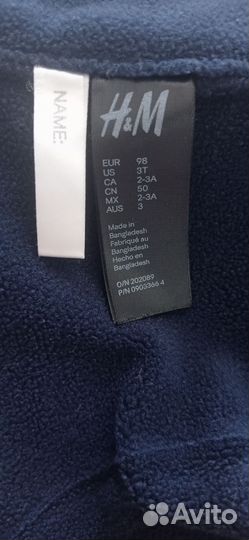 NAME:
H&M
EUR 98
US 3T
CA 2-3A
CN 50
MX 2-3A
AUS 3
Made in
Bangladesh
Fabriqué au
Bangladesh
Hecho en
Bangladesh
O/N 202089
P/N 0903366 4
Avito